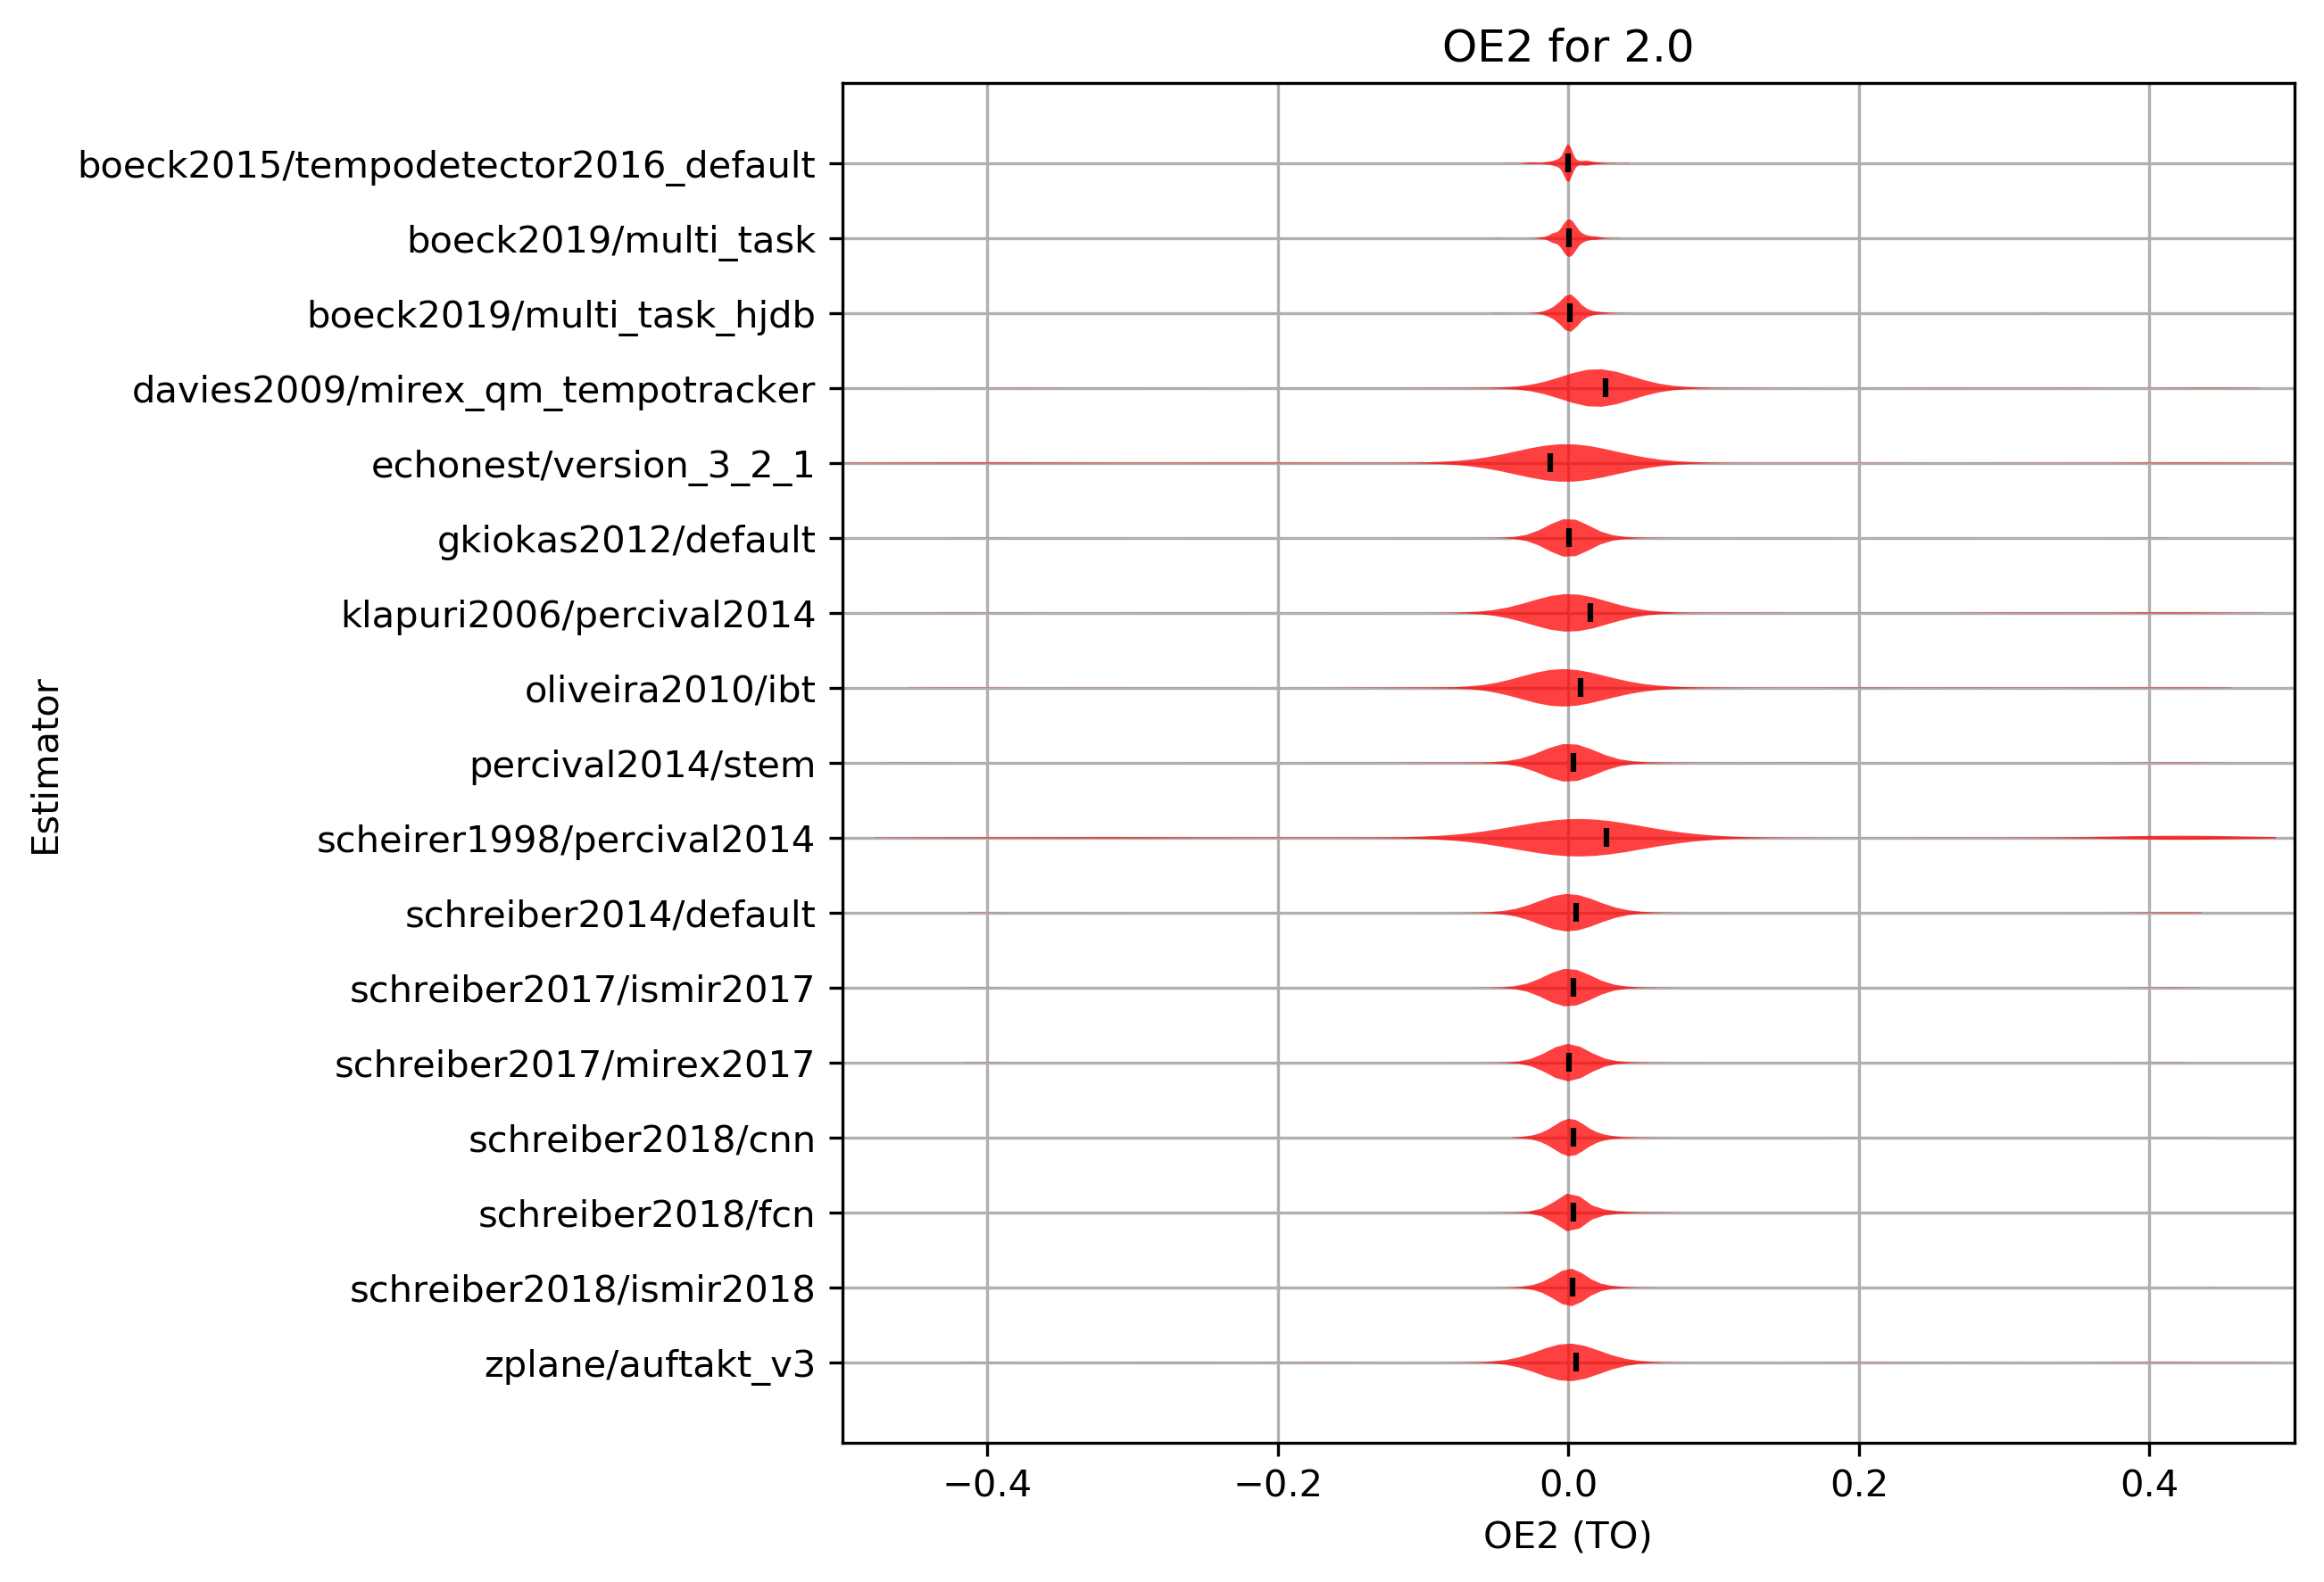 OE2 for 2.0
boeck2015/tempodetector2016_default
boeck2019/multi_task
boeck2019/multi_task_hjdb
davies2009/mirex_qm_tempotracker
echonest/version_3_2_1
gkiokas2012/default
klapuri2006/percival2014
oliveira2010/ibt
percival2014/stem
scheirer1998/percival2014
schreiber2014/default
schreiber2017/ismir2017
schreiber2017/mirex2017
schreiber2018/cnn
schreiber2018/fcn
schreiber2018/ismir2018
zplane/auftakt_v3
Estimator
−0.4 −0.2 0.0 0.2 0.4
OE2 (TO)